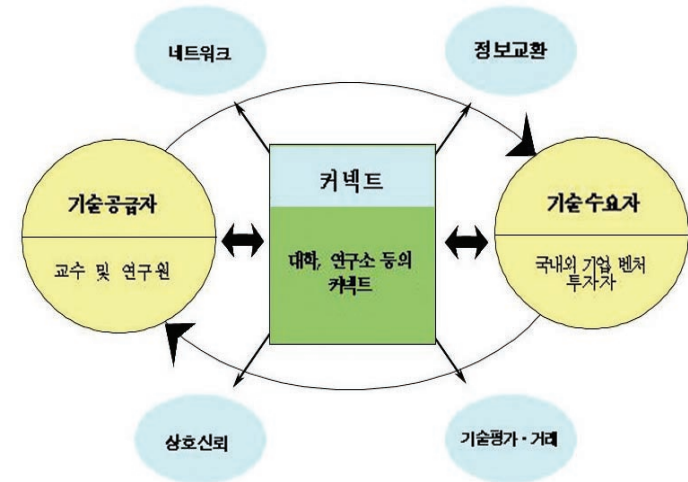 네트워크
정보교환
커넥트
기술공급자
기술수요자
대학, 연구소 등의
커넥트
교수 및 연구원
국내외 기업, 벤처
투자자
상호신뢰
기술평가·거래